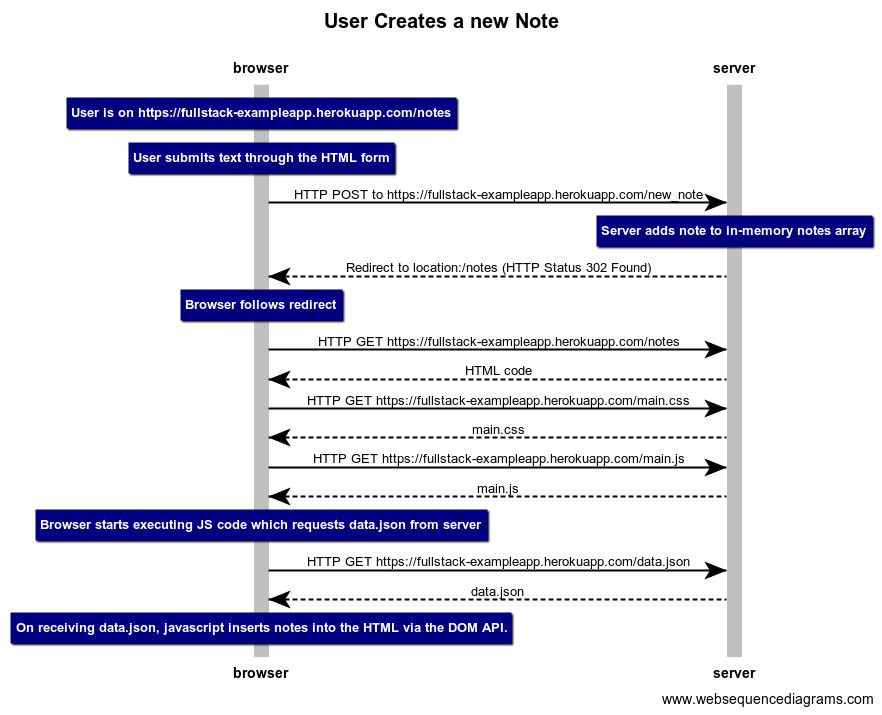 User Creates a new Note
browser
server
User is on https://fullstack-exampleapp.herokuapp.com/notes
User submits text through the HTML form
HTTP POST to https://fullstack-exampleapp.herokuapp.com/new_note
Server adds note to in-memory notes array
Redirect to location:/notes (HTTP Status 302 Found)
Browser follows redirect
HTTP GET https://fullstack-exampleapp.herokuapp.com/notes
HTML code
HTTP GET https://fullstack-exampleapp.herokuapp.com/main.css
main.css
HTTP GET https://fullstack-exampleapp.herokuapp.com/main.js
main.js
Browser starts executing JS code which requests data.json from server
HTTP GET https://fullstack-exampleapp.herokuapp.com/data.json
data.json
On receiving data.json, javascript inserts notes into the HTML via the DOM API.
browser
server
www.websequencediagrams.com